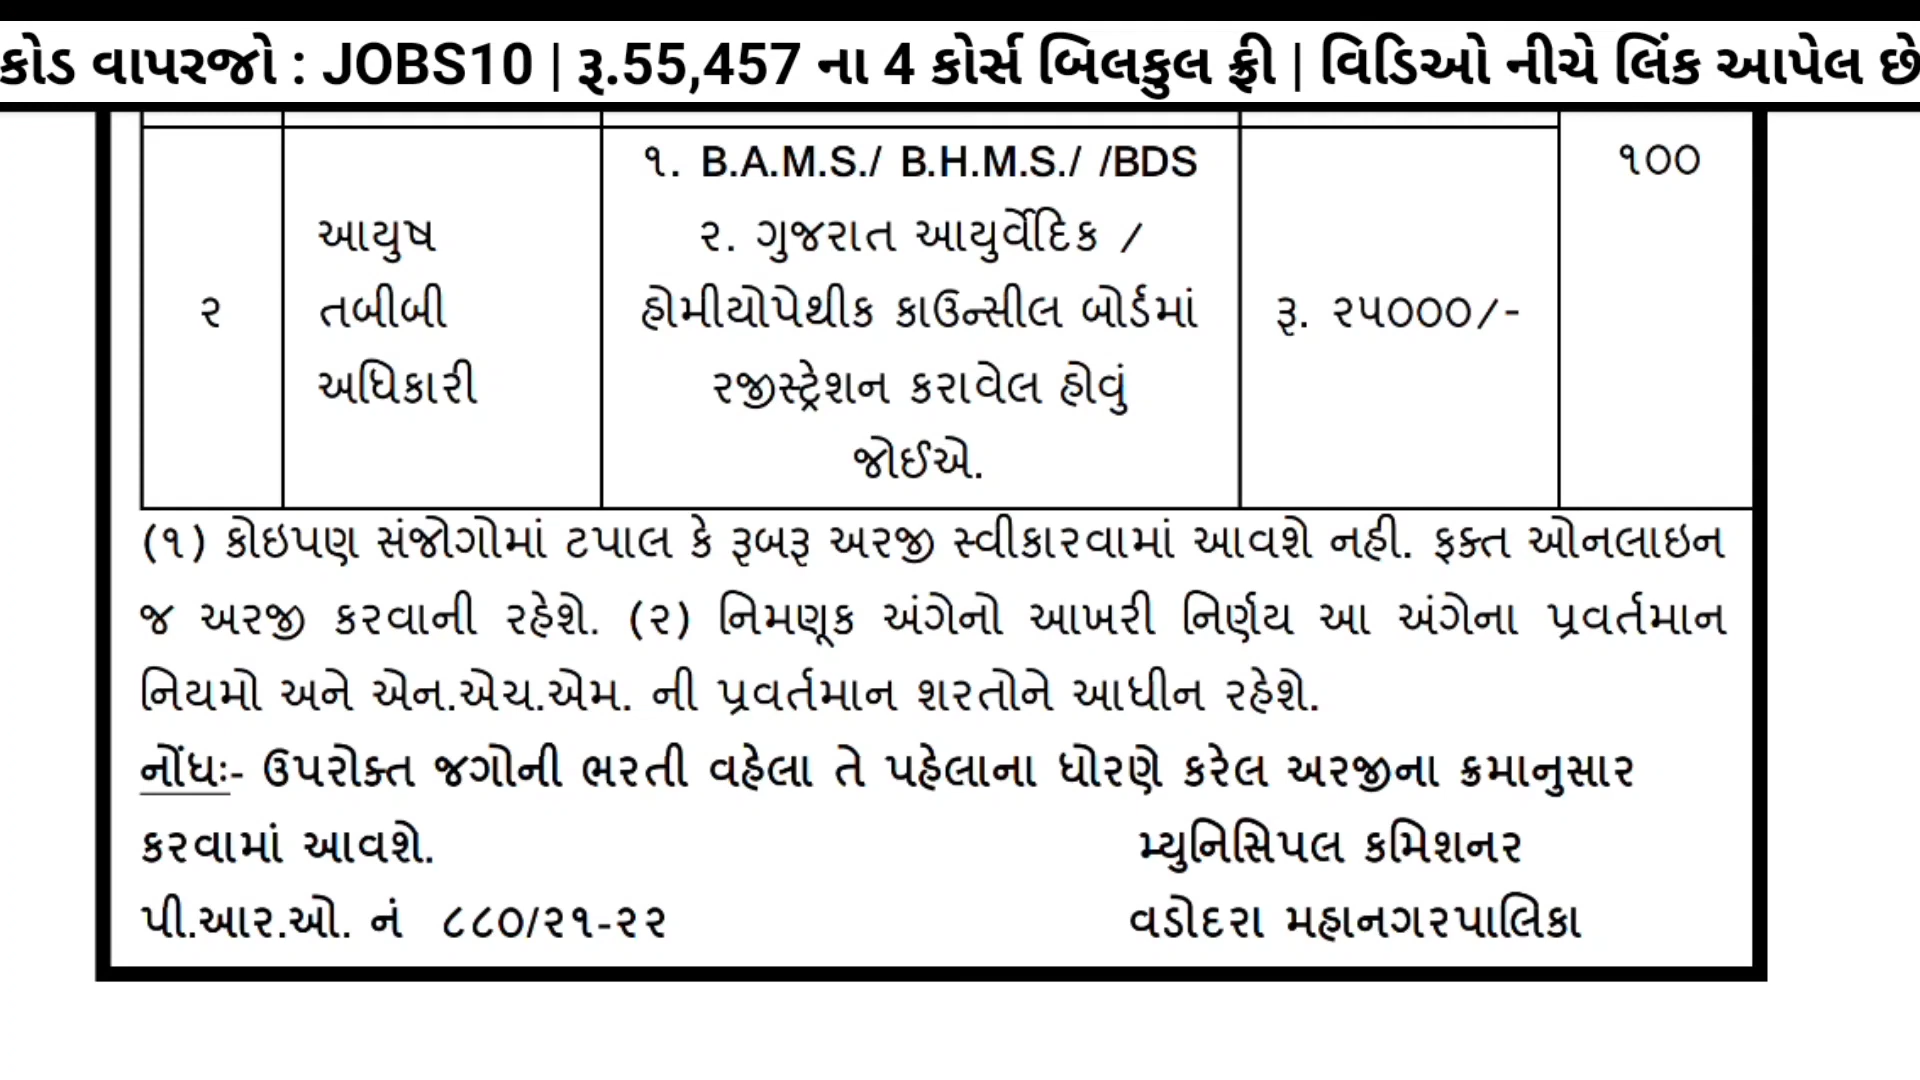 કોડ વાપરજો : JOBS10 | રૂ.55,457 ના 4 કોર્સ બિલકુલ ફ્રી | વિડિઓ નીચે લિંક આપેલ છે
૨
આયુષ
તબીબી
અધિકારી
૧. B.A.M.S./ B.H.M.S./ /BDS
૨. ગુજરાત આયુર્વેદિક /
હોમીયોપેથીક કાઉન્સીલ બોર્ડમાં
રજીસ્ટ્રેશન કરાવેલ હોવું
જોઈએ.
રૂ. ૨૫૦૦૦/-
૧૦૦
(૧) કોઇપણ સંજોગોમાં ટપાલ કે રૂબરૂ અરજી સ્વીકારવામાં આવશે નહી. ફક્ત ઓનલાઇન
જ અરજી કરવાની રહેશે. (૨) નિમણૂક અંગેનો આખરી નિર્ણય આ અંગેના પ્રવર્તમાન
નિયમો અને એન.એચ.એમ. ની પ્રવર્તમાન શરતોને આધીન રહેશે.
નોંધઃ- ઉપરોક્ત જગોની ભરતી વહેલા તે પહેલાના ધોરણે કરેલ અરજીના ક્રમાનુસાર
કરવામાં આવશે.
મ્યુનિસિપલ કમિશનર
પી.આર.ઓ. નં ૮૮૦/૨૧-૨૨
વડોદરા મહાનગરપાલિકા